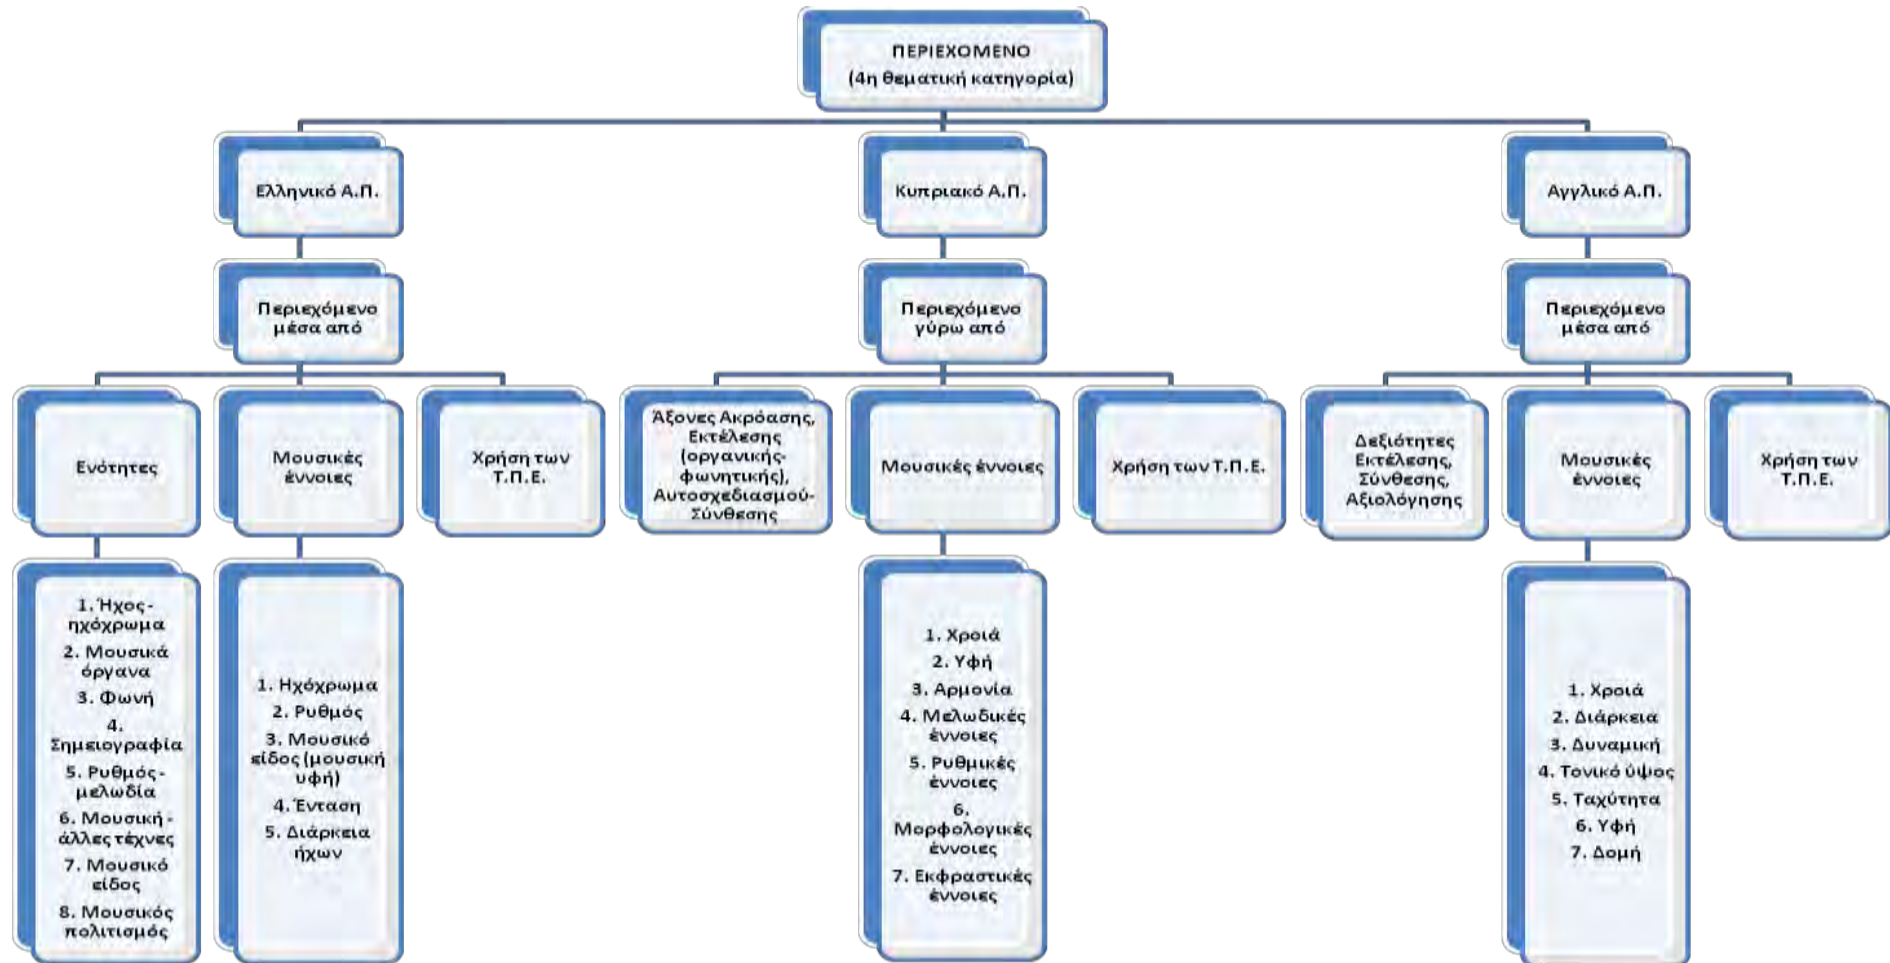 ΠΕΡΙΕΧΟΜΕΝΟ
(4η θεματική κατηγορία)
Ελληνικό Α.Π.
Κυπριακό Α.Π.
Αγγλικό Α.Π.
Περιεχόμενο
μέσα από
Περιεχόμενο
γύρω από
Περιεχόμενο
μέσα από
Ενότητες
Μουσικές
έννοιες
Χρήση των
Τ.Π.Ε.
Άξονες Ακρόασης,
Εκτέλεσης
(οργανικής-
φωνητικής),
Αυτοσχεδιασμού-
Σύνθεσης
Μουσικές έννοιες
Χρήση των Τ.Π.Ε.
Δεξιότητες
Εκτέλεσης,
Σύνθεσης,
Αξιολόγησης
Μουσικές
έννοιες
Χρήση των
Τ.Π.Ε.
1. Ήχος -
ηχόχρωμα
2. Μουσικά
όργανα
3. Φωνή
4.
Σημειογραφία
5. Ρυθμός -
μελωδία
6. Μουσική -
άλλες τέχνες
7. Μουσικό
είδος
8. Μουσικός
πολιτισμός
1. Ηχόχρωμα
2. Ρυθμός
3. Μουσικό
είδος (μουσική
υφή)
4. Ένταση
5. Διάρκεια
ήχων
1. Χροιά
2. Υφή
3. Αρμονία
4. Μελωδικές
έννοιες
5. Ρυθμικές
έννοιες
6.
Μορφολογικές
έννοιες
7. Εκφραστικές
έννοιες
1. Χροιά
2. Διάρκεια
3. Δυναμική
4. Τονικό ύψος
5. Ταχύτητα
6. Υφή
7. Δομή